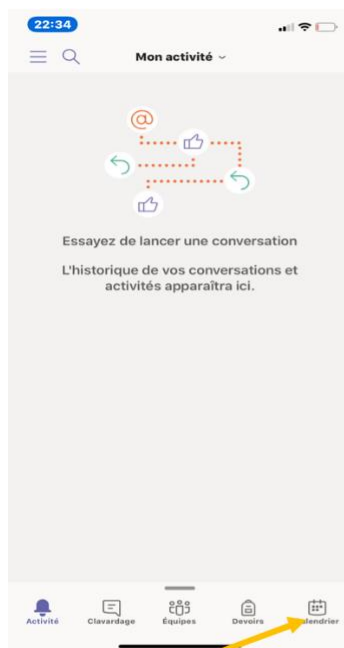 22:34
Mon activité
@
Essayez de lancer une conversation
L'historique de vos conversations et
activités apparaîtra ici.
Activité Clavardage Équipes Devoirs lendrier